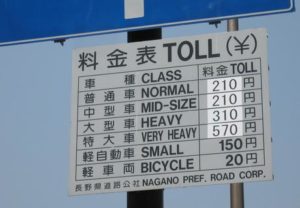 料金表 TOLL (¥)
車種 CLASS 料金 TOLL
普通車 NORMAL 210円
中型車 MID-SIZE 210円
大型車 HEAVY 310円
特大車 VERY HEAVY 570円
軽自動車 SMALL 150円
軽車両 BICYCLE 20円
長野県道路公社 NAGANO PREF. ROAD CORP.